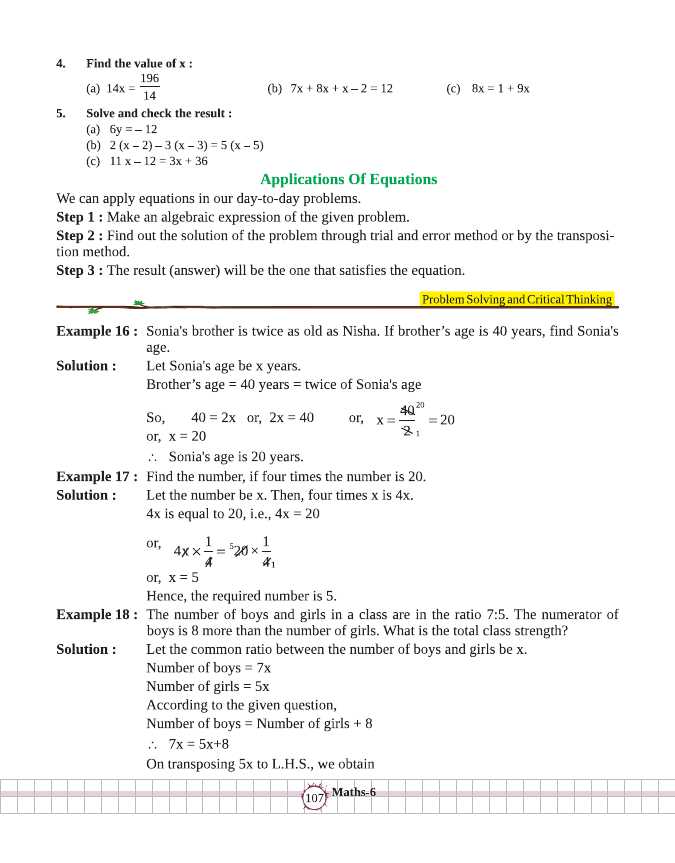 4. Find the value of x :
(a) 14x = 196/14 (b) 7x + 8x + x – 2 = 12 (c) 8x = 1 + 9x
5. Solve and check the result :
(a) 6y = – 12
(b) 2 (x – 2) – 3 (x – 3) = 5 (x – 5)
(c) 11 x – 12 = 3x + 36
Applications Of Equations
We can apply equations in our day-to-day problems.
Step 1 : Make an algebraic expression of the given problem.
Step 2 : Find out the solution of the problem through trial and error method or by the transposi-
tion method.
Step 3 : The result (answer) will be the one that satisfies the equation.
Problem Solving and Critical Thinking
Example 16 : Sonia's brother is twice as old as Nisha. If brother’s age is 40 years, find Sonia's
age.
Solution : Let Sonia's age be x years.
Brother’s age = 40 years = twice of Sonia's age
So, 40 = 2x or, 2x = 40 or, x = 40 20 / 2 1 = 20
or, x = 20
∴ Sonia's age is 20 years.
Example 17 : Find the number, if four times the number is 20.
Solution : Let the number be x. Then, four times x is 4x.
4x is equal to 20, i.e., 4x = 20
or, 4x × 1/4 = 5 20 × 1/4 1
or, x = 5
Hence, the required number is 5.
Example 18 : The number of boys and girls in a class are in the ratio 7:5. The numerator of
boys is 8 more than the number of girls. What is the total class strength?
Solution : Let the common ratio between the number of boys and girls be x.
Number of boys = 7x
Number of girls = 5x
According to the given question,
Number of boys = Number of girls + 8
∴ 7x = 5x+8
On transposing 5x to L.H.S., we obtain
107 Maths-6